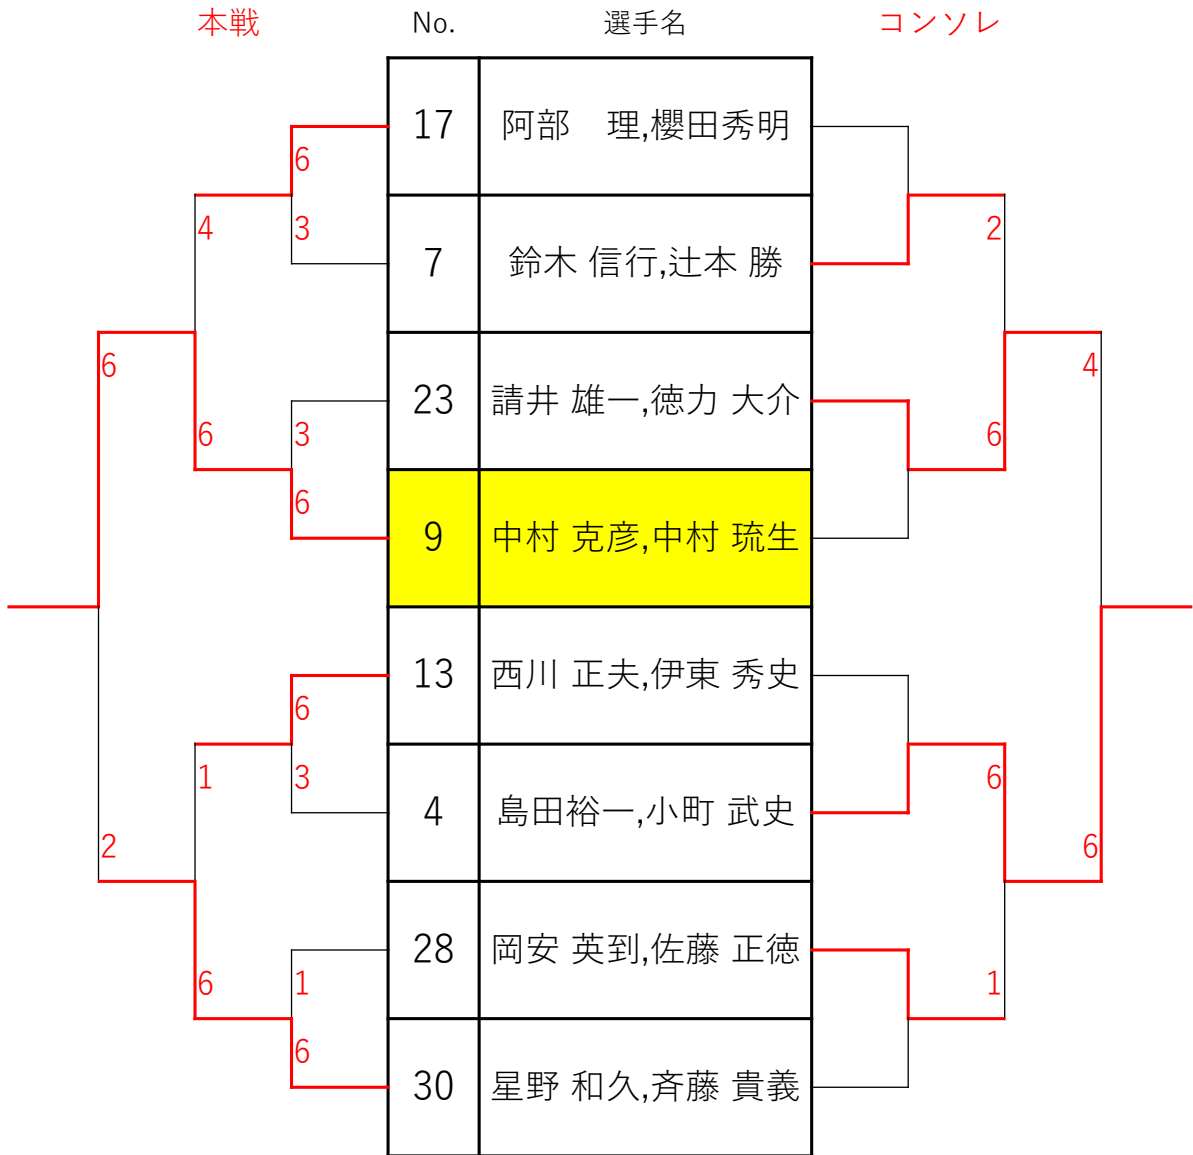 本戦 No. 選手名 コンソレ
17 阿部　理,櫻田秀明
6
3
4
2
7 鈴木 信行,辻本 勝
6
4
23 請井 雄一,徳力 大介
6
3
6
6
9 中村 克彦,中村 琉生
13 西川 正夫,伊東 秀史
6
1
3
6
4 島田裕一,小町 武史
2
6
28 岡安 英到,佐藤 正徳
6
1
1
6
30 星野 和久,斉藤 貴義